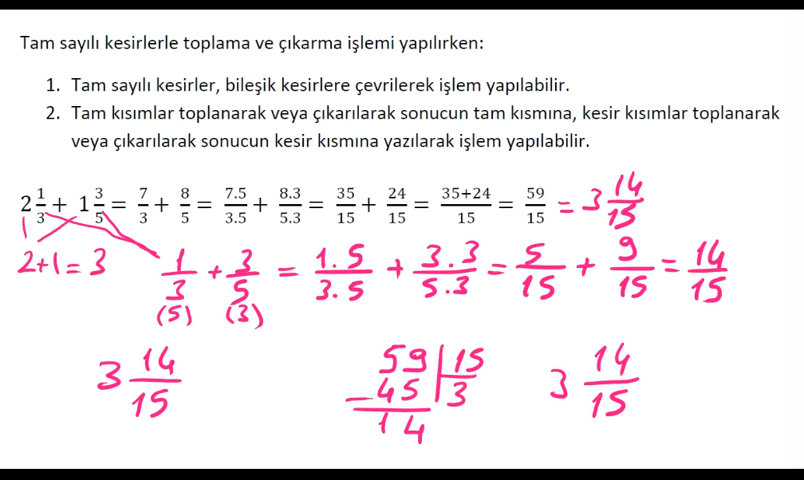 Tam sayılı kesirlerle toplama ve çıkarma işlemi yapılırken:
1. Tam sayılı kesirler, bileşik kesirlere çevrilerek işlem yapılabilir.
2. Tam kısımlar toplanarak veya çıkarılarak sonucun tam kısmına, kesir kısımlar toplanarak
veya çıkarılarak sonucun kesir kısmına yazılarak işlem yapılabilir.
2 1/3 + 1 3/5 = 7/3 + 8/5 = 7.5/3.5 + 8.3/5.3 = 35/15 + 24/15 = 35+24/15 = 59/15 = 3 14/15
2+1=3 1/3 + 3/5 = 1.5/3.5 + 3.3/5.3 = 5/15 + 9/15 = 14/15
(5) (3)
3 14/15 59 | 15 3 14/15
-45 3
14